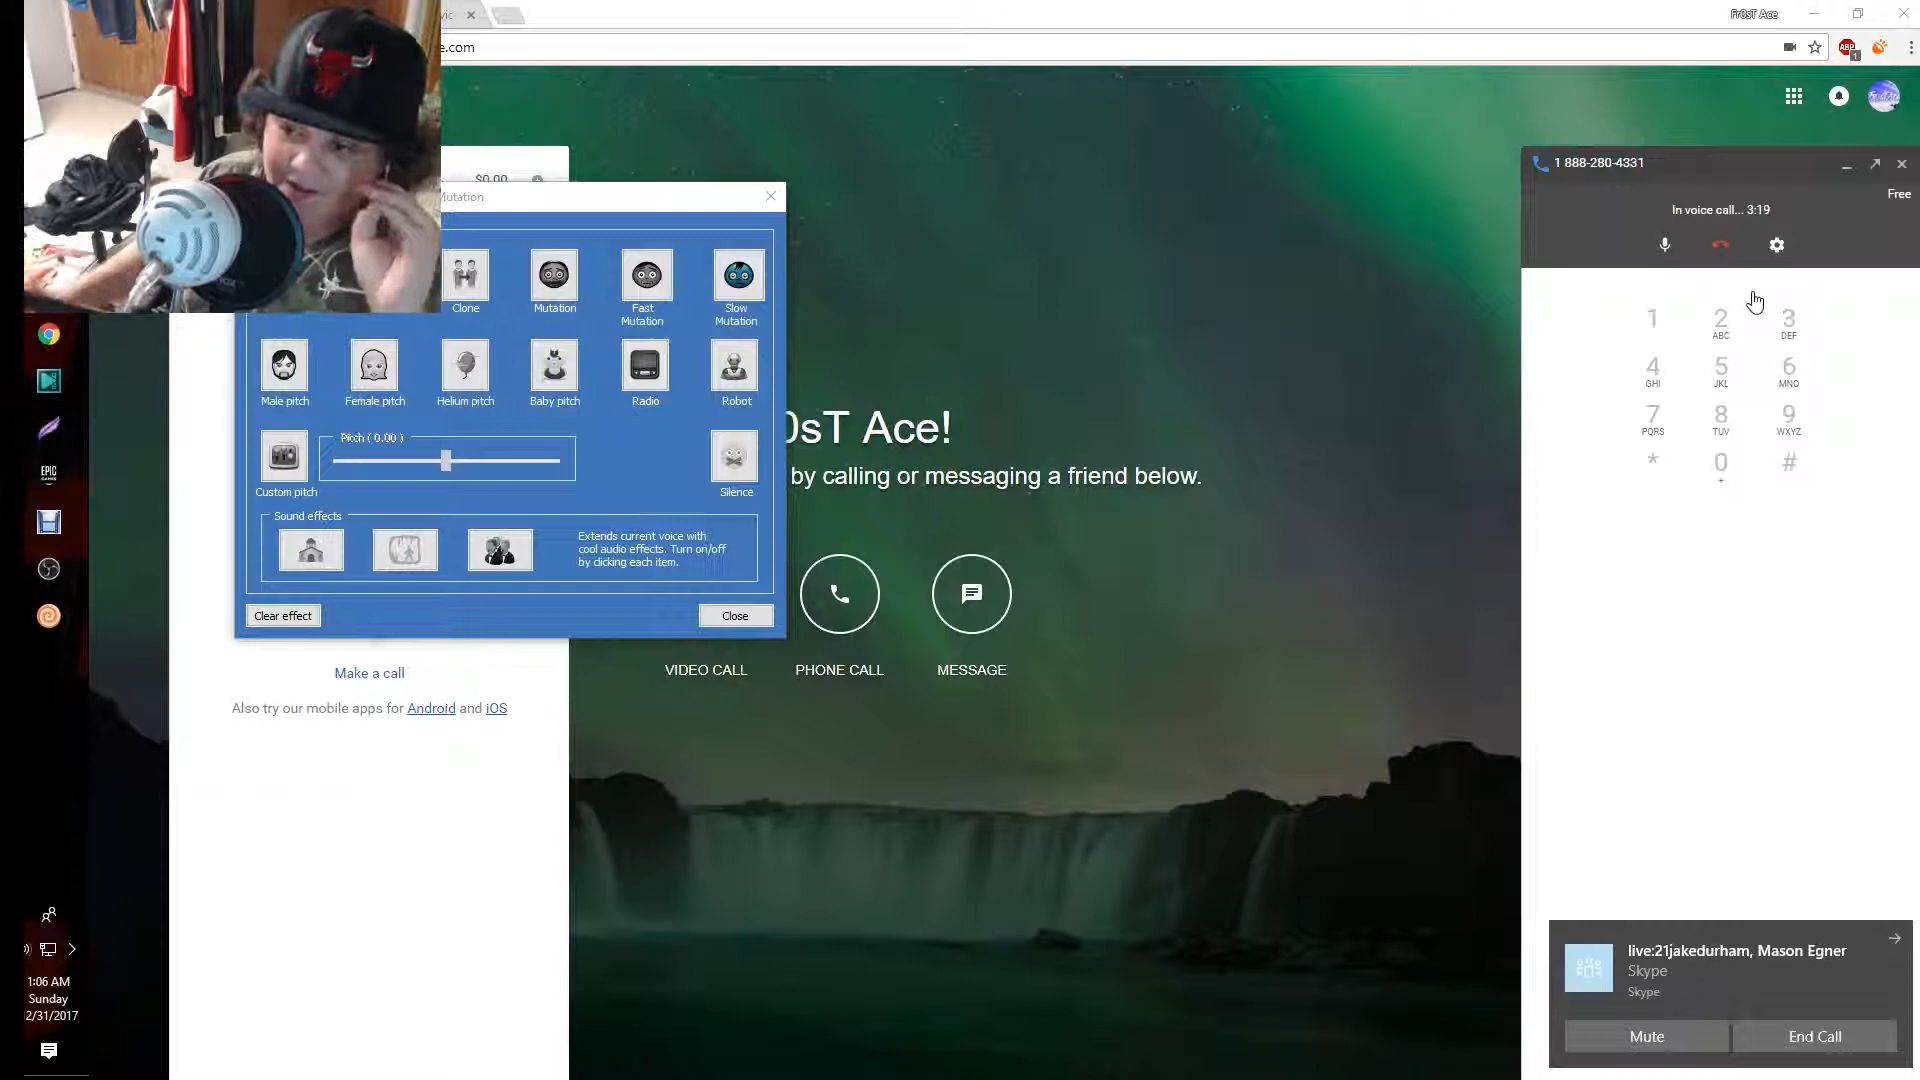 Fr0sT Ace
e.com
ABP
1
$0.00
Mutation
Clone
Mutation
Fast
Mutation
Slow
Mutation
Male pitch
Female pitch
Helium pitch
Baby pitch
Radio
Robot
Pitch ( 0.00 )
Custom pitch
Silence
Sound effects
Extends current voice with
cool audio effects. Turn on/off
by clicking each item.
Clear effect
Close
0sT Ace!
by calling or messaging a friend below.
VIDEO CALL
PHONE CALL
MESSAGE
Make a call
Also try our mobile apps for Android and iOS
1 888-280-4331
Free
In voice call... 3:19
1
2
ABC
3
DEF
4
GHI
5
JKL
6
MNO
7
PQRS
8
TUV
9
WXYZ
*
0
+
#
EPIC
GAMES
1:06 AM
Sunday
2/31/2017
live:21jakedurham, Mason Egner
Skype
Skype
Mute
End Call